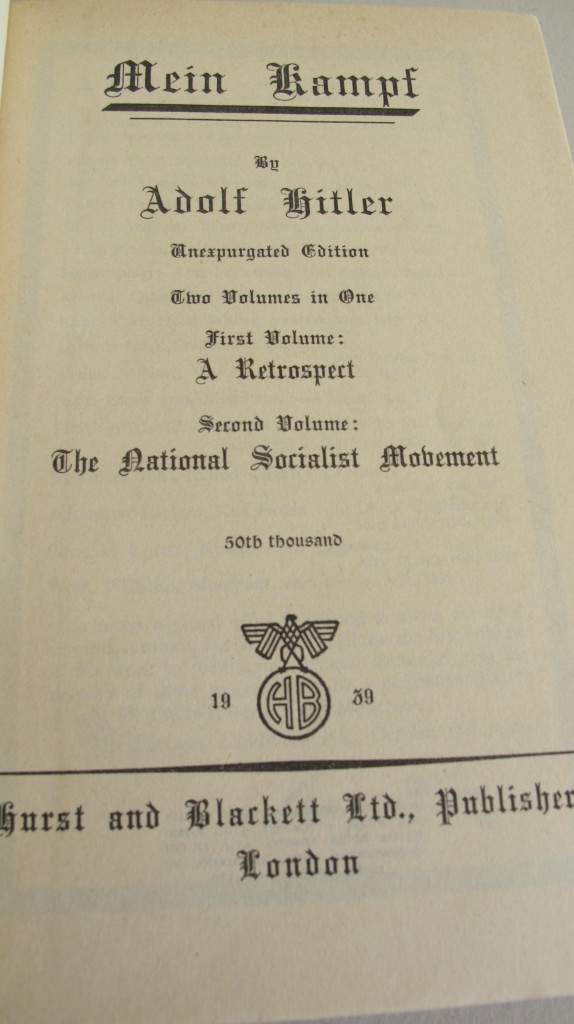 Mein Kampf
By
Adolf Hitler
Unexpurgated Edition
Two Volumes in One
First Volume:
A Retrospect
Second Volume:
The National Socialist Movement
50th thousand
HB
19 39
Hurst and Blackett Ltd., Publisher
London